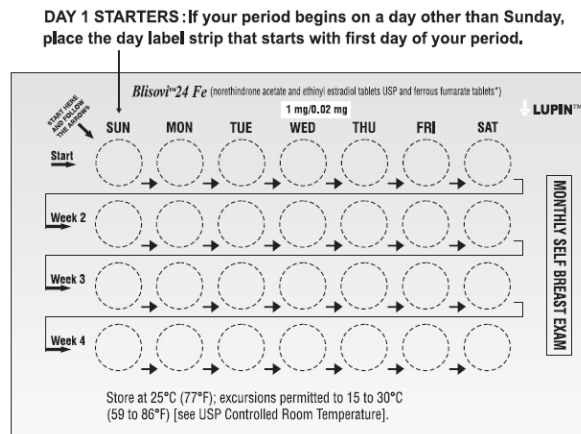 DAY 1 STARTERS: If your period begins on a day other than Sunday,
place the day label strip that starts with first day of your period.
Blisovi™24 Fe (norethindrone acetate and ethinyl estradiol tablets USP and ferrous fumarate tablets*)
1 mg/0.02 mg
LUPIN™
START HERE
AND FOLLOW
THE ARROWS
SUN MON TUE WED THU FRI SAT
Start
Week 2
Week 3
Week 4
MONTHLY SELF BREAST EXAM
Store at 25°C (77°F); excursions permitted to 15 to 30°C
(59 to 86°F) [see USP Controlled Room Temperature].